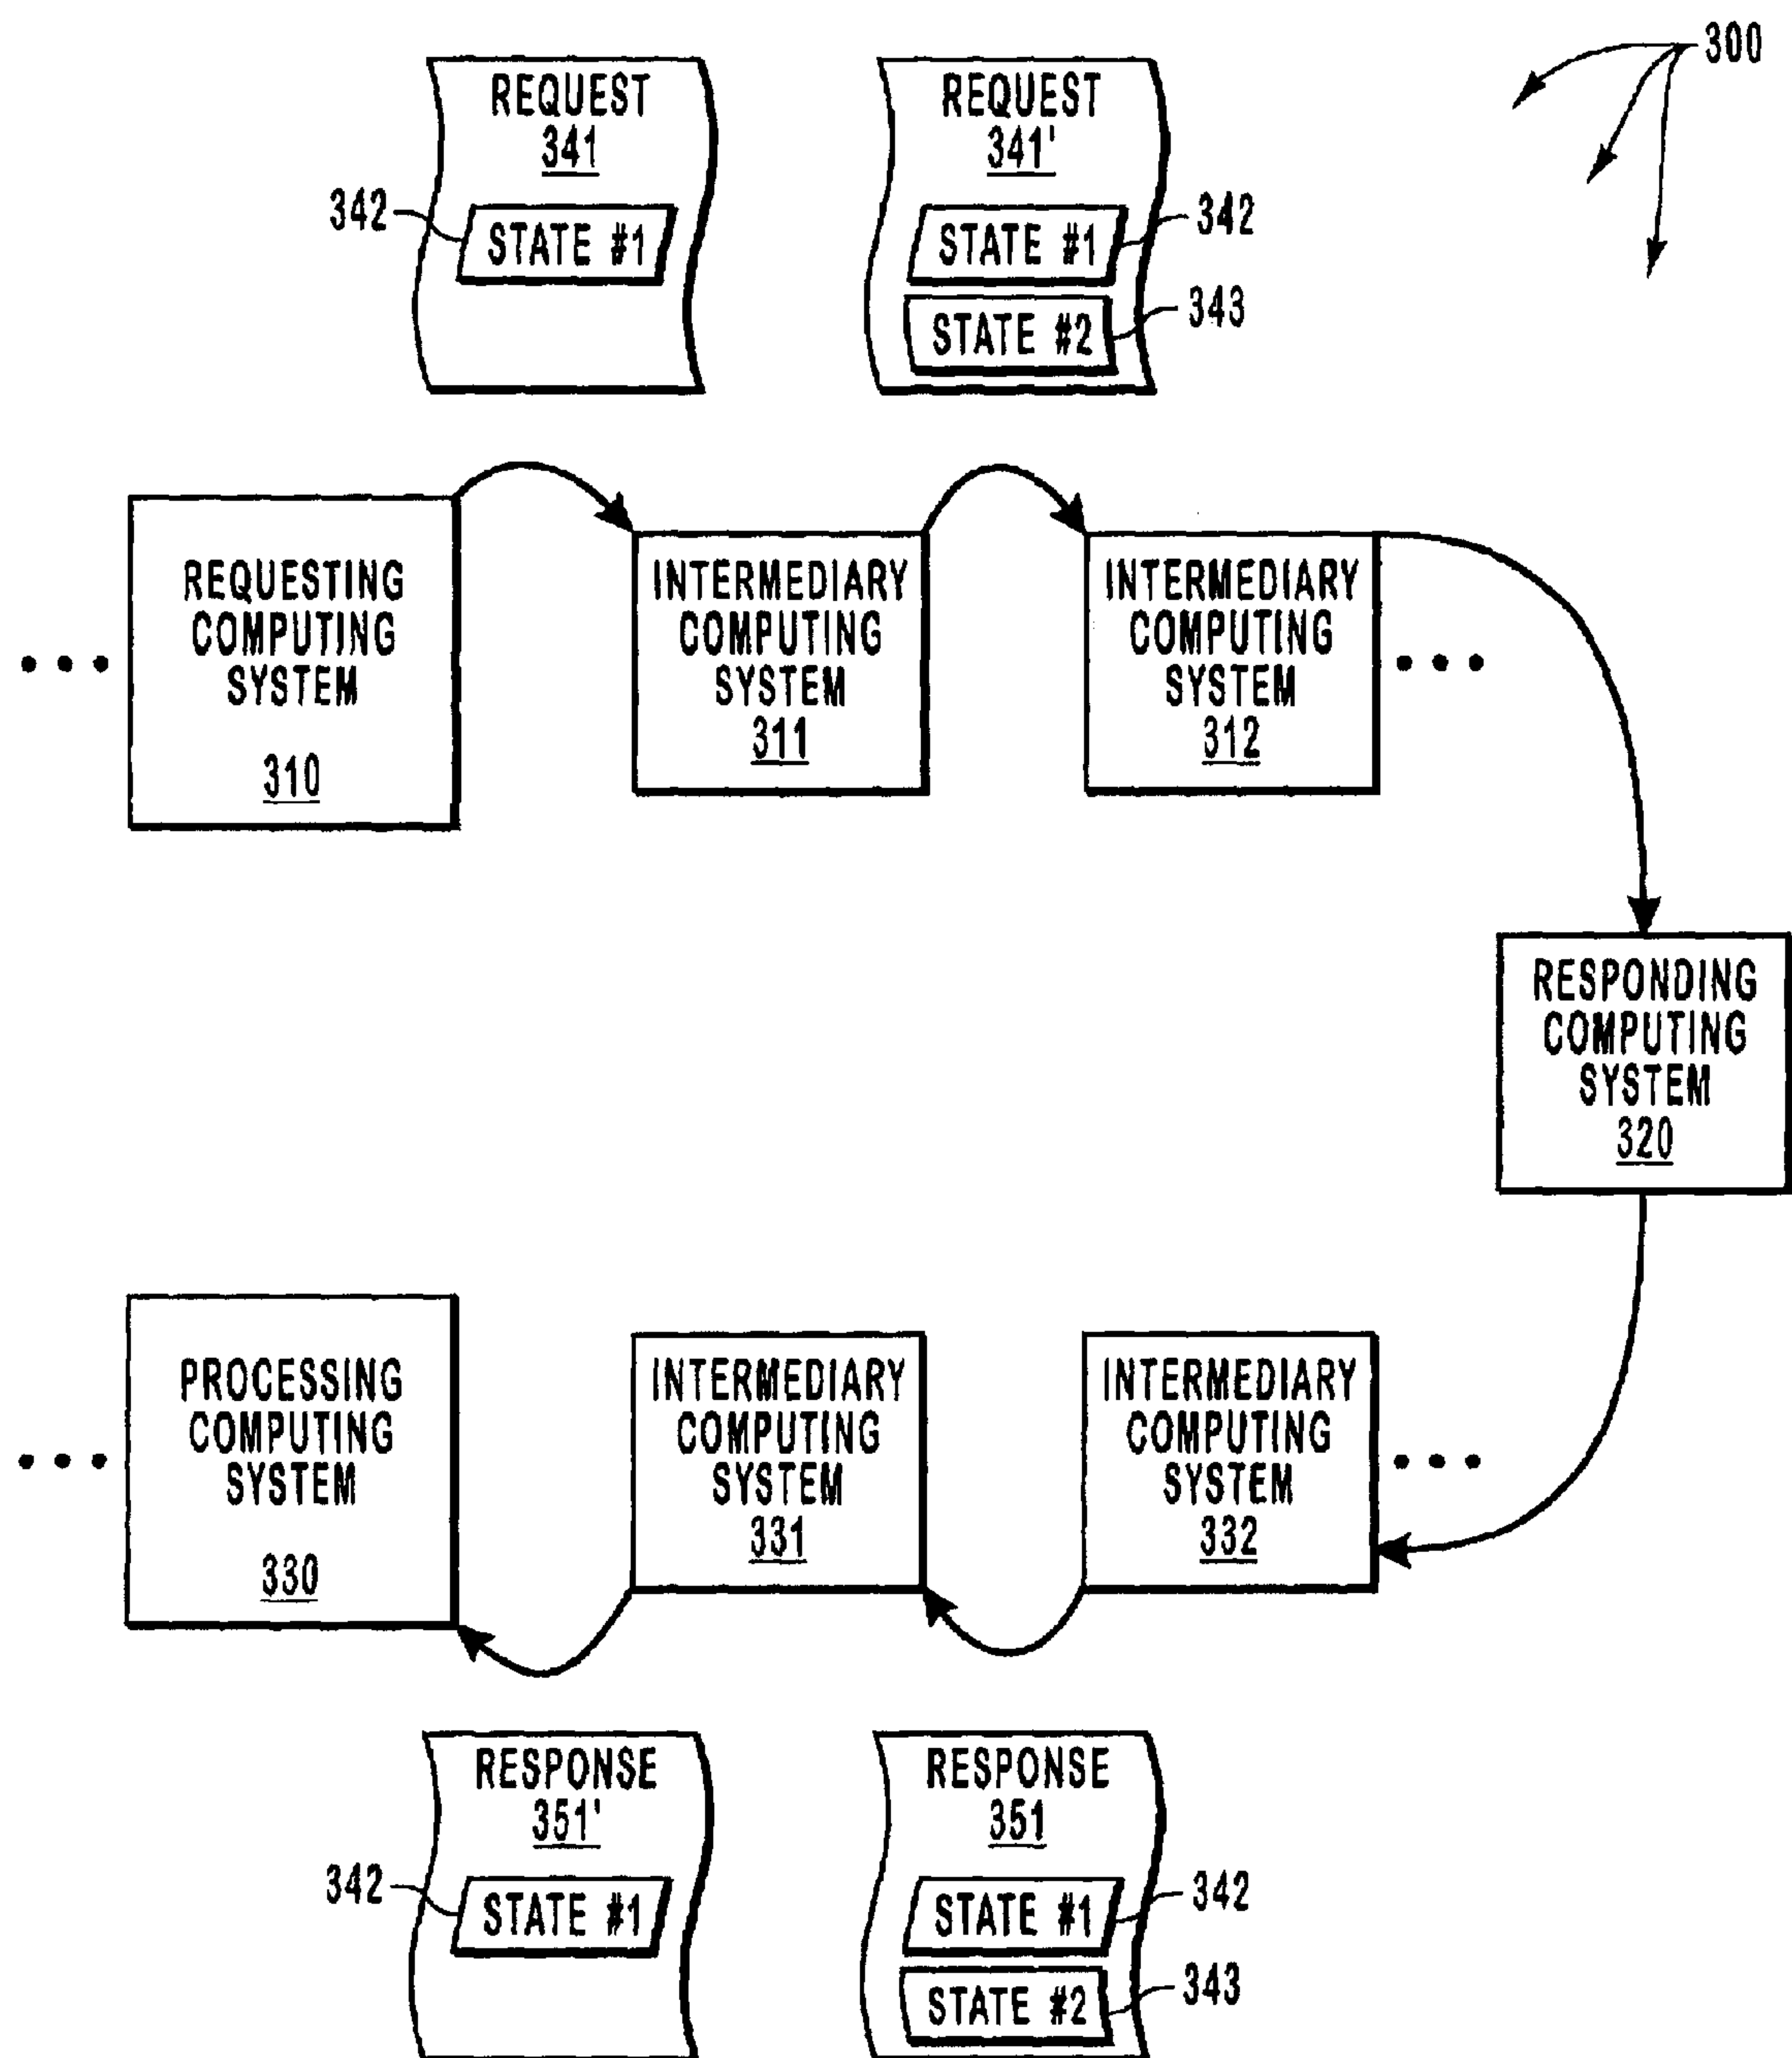 300
REQUEST
341
342
STATE #1
REQUEST
341'
STATE #1
342
STATE #2
343
REQUESTING
COMPUTING
SYSTEM
310
INTERMEDIARY
COMPUTING
SYSTEM
311
INTERMEDIARY
COMPUTING
SYSTEM
312
RESPONDING
COMPUTING
SYSTEM
320
PROCESSING
COMPUTING
SYSTEM
330
INTERMEDIARY
COMPUTING
SYSTEM
331
INTERMEDIARY
COMPUTING
SYSTEM
332
RESPONSE
351'
342
STATE #1
RESPONSE
351
STATE #1
342
STATE #2
343